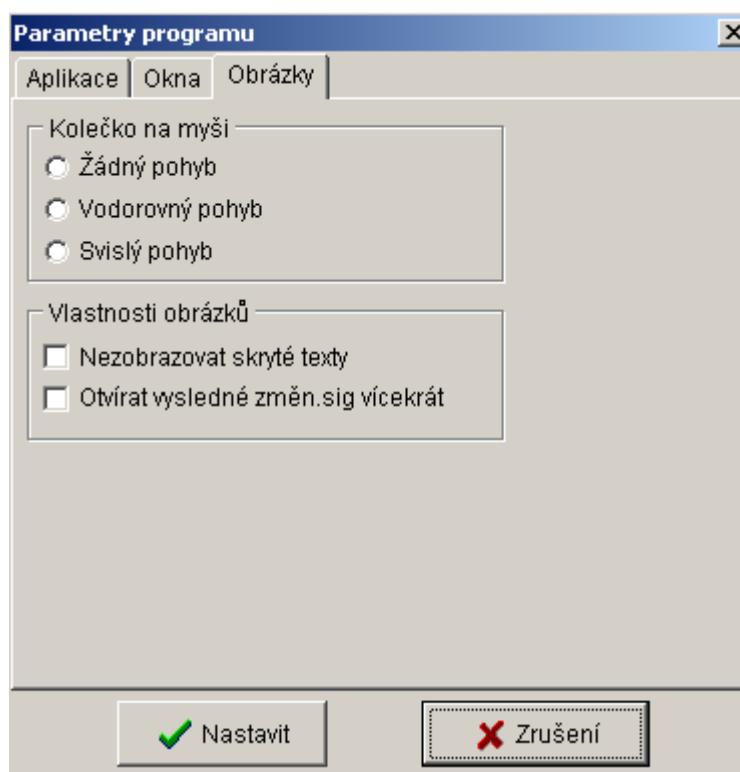 Parametry programu
Aplikace Okna Obrázky
Kolečko na myši
Žádný pohyb
Vodorovný pohyb
Svislý pohyb
Vlastnosti obrázků
Nezobrazovat skryté texty
Otvírat vysledné změn.sig vícekrát
Nastavit Zrušení